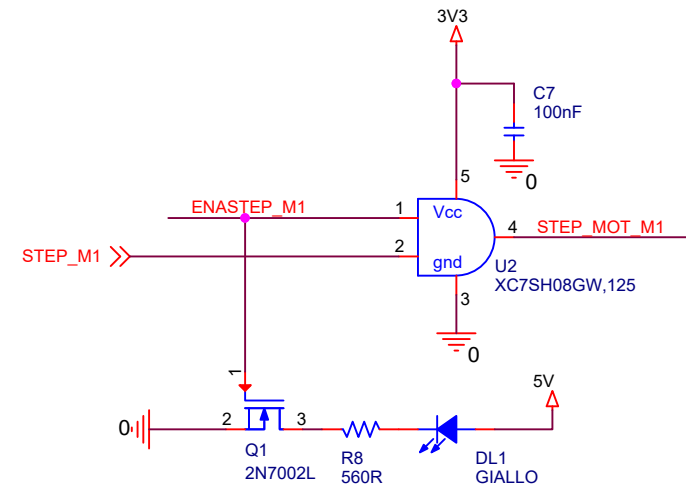 3V3
C7
100nF
0
5
ENASTEP_M1
1
Vcc
4
STEP_MOT_M1
STEP_M1
2
gnd
U2
XC7SH08GW,125
3
0
1
5V
0
2
3
Q1
2N7002L
R8
560R
DL1
GIALLO